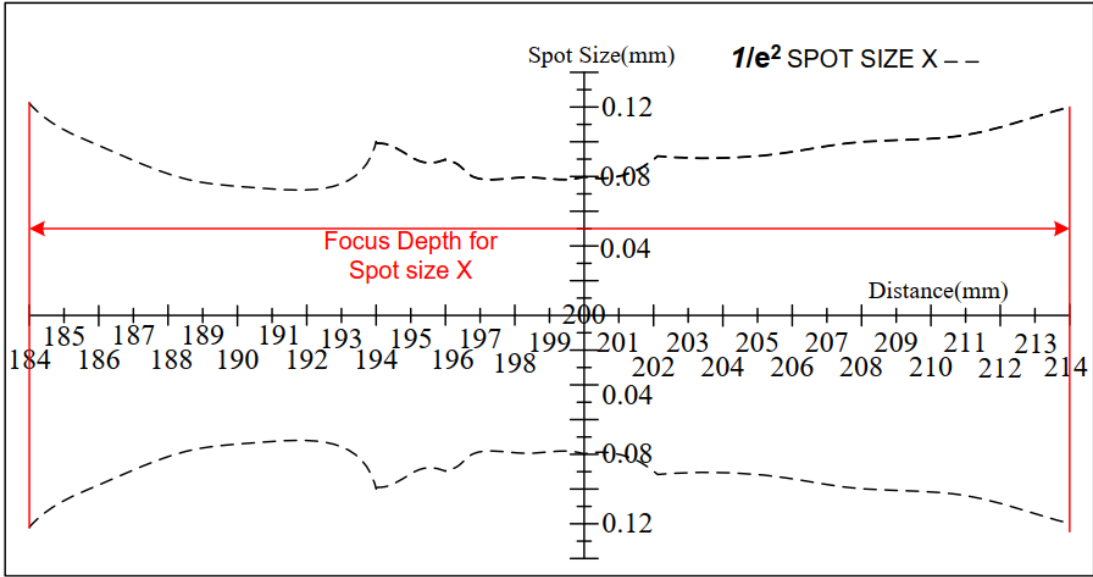 Spot Size(mm)
1/e² SPOT SIZE X – –
0.12
0.08
0.04
Focus Depth for
Spot size X
Distance(mm)
200
185 187 189 191 193 195 197 199 201 203 205 207 209 211 213
184 186 188 190 192 194 196 198 202 204 206 208 210 212 214
0.04
0.08
0.12